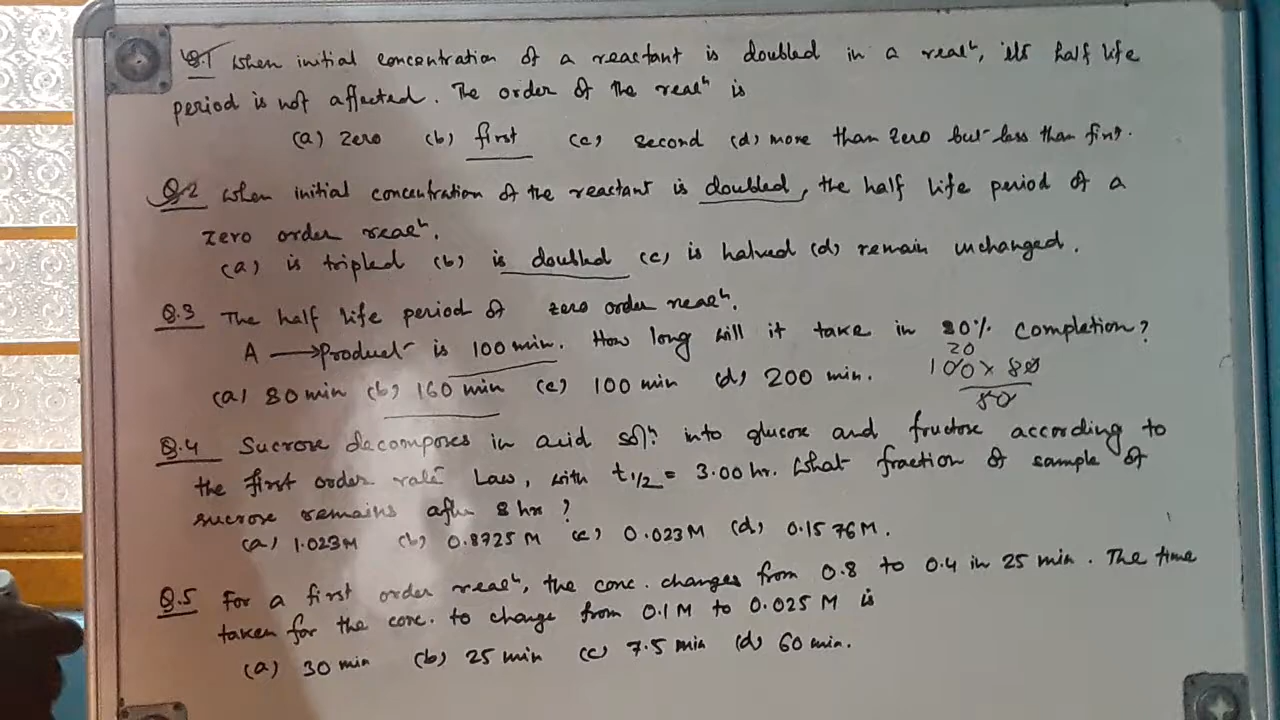 Q.1 When initial concentration of a reactant is doubled in a reacⁿ, its half life
period is not affected. The order of the reacⁿ is
(a) Zero (b) first (c) second (d) more than zero but less than first.
Q.2 When initial concentration of the reactant is doubled, the half life period of a
zero order reacⁿ.
(a) is tripled (b) is doubled (c) is halved (d) remain unchanged.
Q.3 The half life period of zero order reacⁿ.
A ⟶ Product is 100 min. How long will it take in 80% completion?
(a) 80 min (b) 160 min (c) 100 min (d) 200 min.
20
100 × 80
50
Q.4 Sucrose decomposes in acid solⁿ. into glucose and fructose according to
the first order rate Law, with t1/2 = 3.00 hr. What fraction of sample of
sucrose remains after 8 hr ?
(a) 1.023 M (b) 0.8725 M (c) 0.023 M (d) 0.1576 M.
Q.5 For a first order reacⁿ, the conc. changes from 0.8 to 0.4 in 25 min. The time
taken for the conc. to change from 0.1 M to 0.025 M is
(a) 30 min (b) 25 min (c) 7.5 min (d) 60 min.